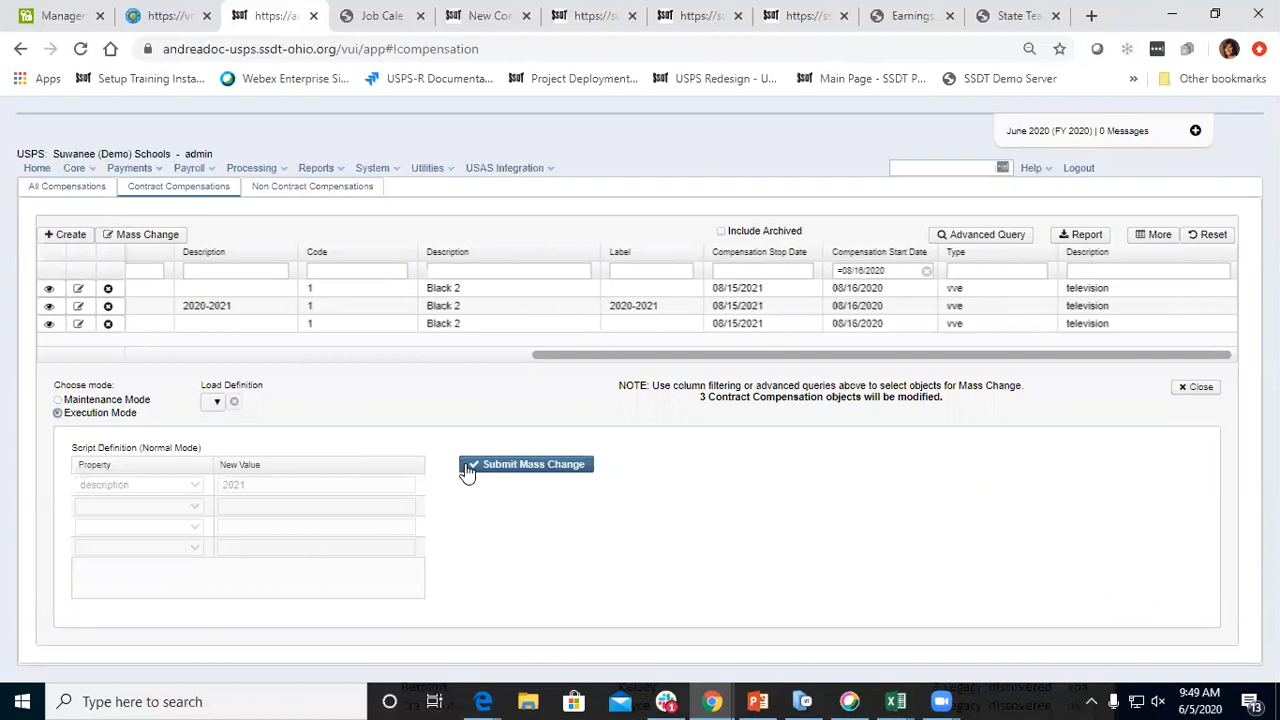 Manager
https://vi
https://ar
Job Cale
New Cor
https://su
https://s
https://s
Earnings
State Tea
andreadoc-usps.ssdt-ohio.org/vui/app#!compensation
Apps
Setup Training Insta...
Webex Enterprise Si...
USPS-R Documenta...
Project Deployment...
USPS Redesign - U...
Main Page - SSDT P...
SSDT Demo Server
»
Other bookmarks
June 2020 (FY 2020) | 0 Messages
USPS: Suwanee (Demo) Schools - admin
Home Core Payments Payroll Processing Reports System Utilities USAS Integration Help Logout
All Compensations Contract Compensations Non Contract Compensations
Create Mass Change Include Archived Advanced Query Report More Reset
Description Code Description Label Compensation Stop Date Compensation Start Date Type Description
=08/16/2020
1 Black 2 08/15/2021 08/16/2020 vve television
2020-2021 1 Black 2 2020-2021 08/15/2021 08/16/2020 vve television
1 Black 2 08/15/2021 08/16/2020 vve television
Choose mode: Load Definition NOTE: Use column filtering or advanced queries above to select objects for Mass Change. Close
Maintenance Mode 3 Contract Compensation objects will be modified.
Execution Mode
Script Definition (Normal Mode)
Property New Value Submit Mass Change
description 2021
Type here to search
9:49 AM
6/5/2020
13